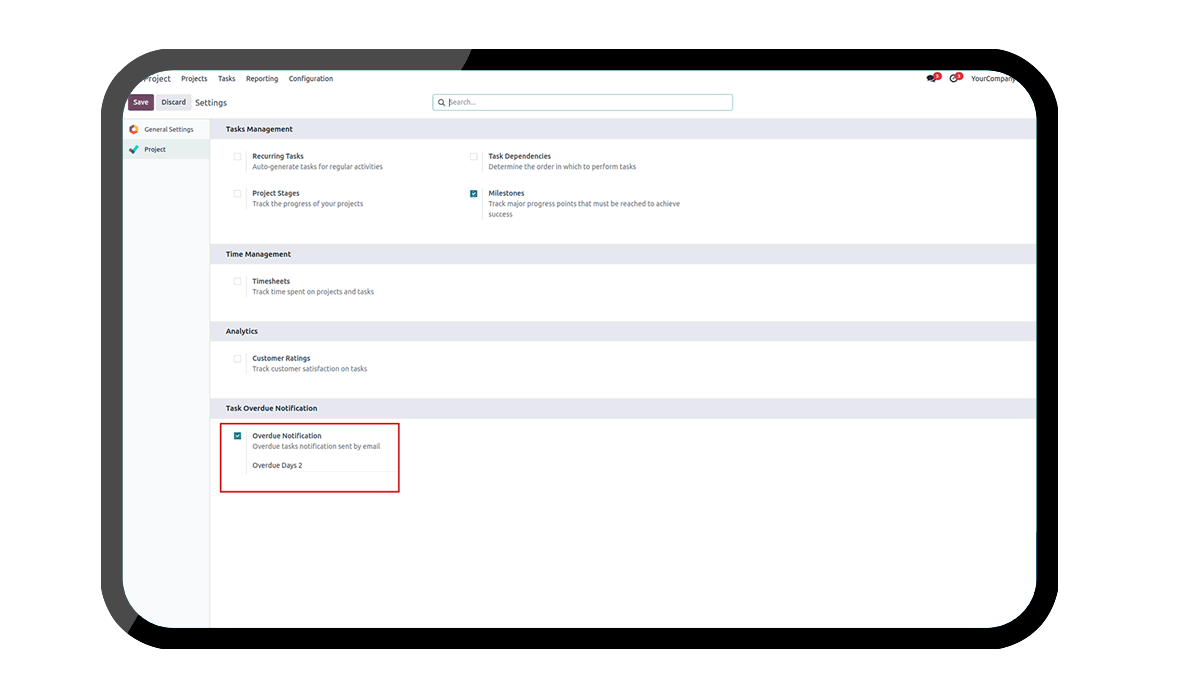 Project Projects Tasks Reporting Configuration 5 3 YourCompany
Save Discard Settings Search...
General Settings
Project
Tasks Management
Recurring Tasks
Auto-generate tasks for regular activities
Task Dependencies
Determine the order in which to perform tasks
Project Stages
Track the progress of your projects
Milestones
Track major progress points that must be reached to achieve
success
Time Management
Timesheets
Track time spent on projects and tasks
Analytics
Customer Ratings
Track customer satisfaction on tasks
Task Overdue Notification
Overdue Notification
Overdue tasks notification sent by email
Overdue Days 2